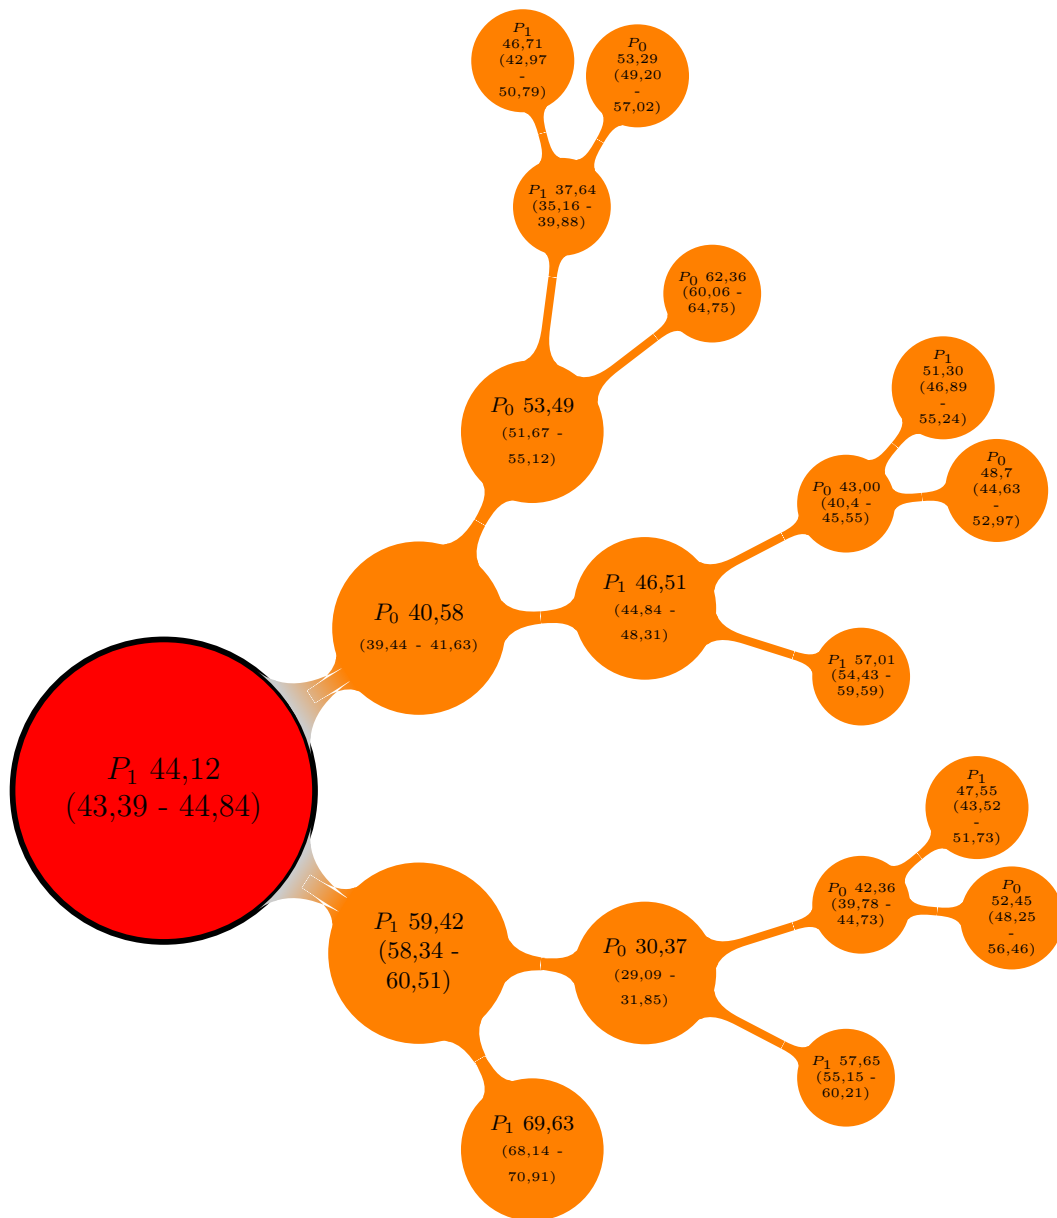 P₁
46,71
(42,97
-
50,79)
P₀
53,29
(49,20
-
57,02)
P₁ 37,64
(35,16 -
39,88)
P₀ 62,36
(60,06 -
64,75)
P₀ 53,49
(51,67 -
55,12)
P₁
51,30
(46,89
-
55,24)
P₀
48,7
(44,63
-
52,97)
P₀ 43,00
(40,4 -
45,55)
P₁ 46,51
(44,84 -
48,31)
P₀ 40,58
(39,44 - 41,63)
P₁ 57,01
(54,43 -
59,59)
P₁ 44,12
(43,39 - 44,84)
P₁
47,55
(43,52
-
51,73)
P₀
52,45
(48,25
-
56,46)
P₀ 42,36
(39,78 -
44,73)
P₁ 59,42
(58,34 -
60,51)
P₀ 30,37
(29,09 -
31,85)
P₁ 57,65
(55,15 -
60,21)
P₁ 69,63
(68,14 -
70,91)